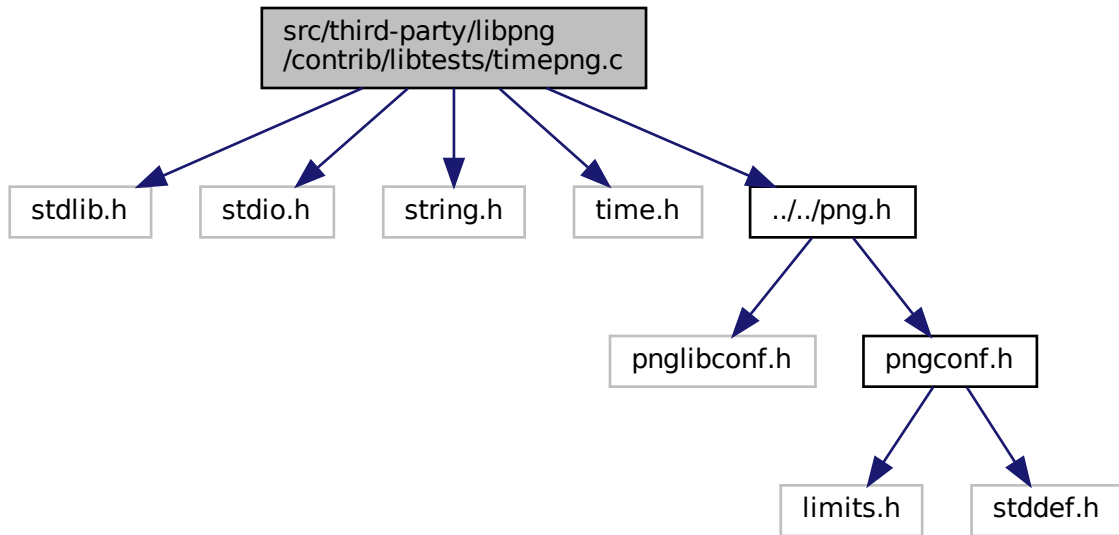 src/third-party/libpng
/contrib/libtests/timepng.c
stdlib.h
stdio.h
string.h
time.h
../../png.h
pnglibconf.h
pngconf.h
limits.h
stddef.h